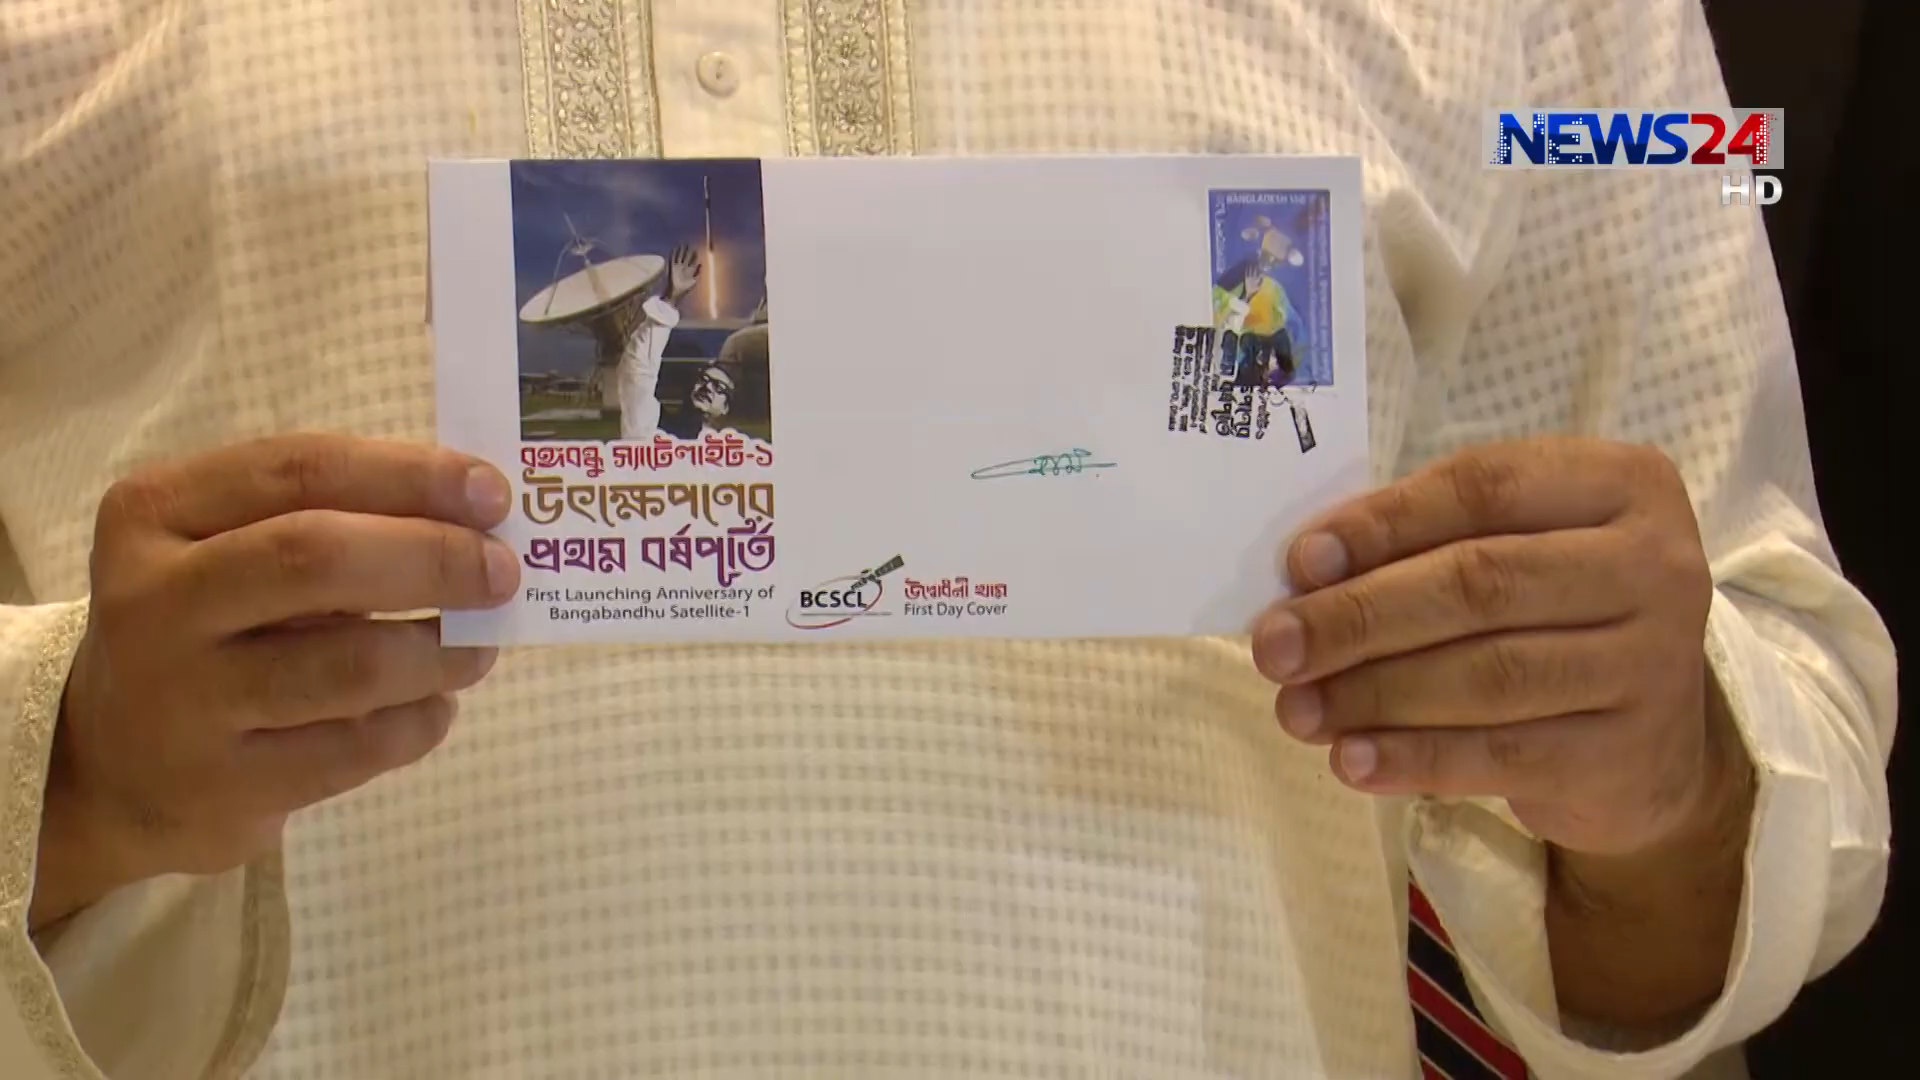 NEWS24
HD
BANGLADESH
বঙ্গবন্ধু স্যাটেলাইট-১
উৎক্ষেপণের
প্রথম বর্ষপূর্তি
First Launching Anniversary of
Bangabandhu Satellite-1
BCSCL
উদ্বোধনী খাম
First Day Cover